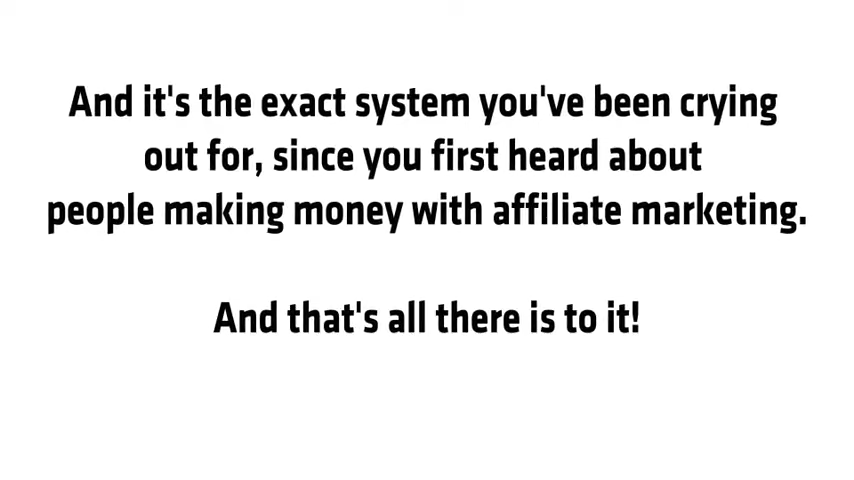 And it's the exact system you've been crying
out for, since you first heard about
people making money with affiliate marketing.
And that's all there is to it!